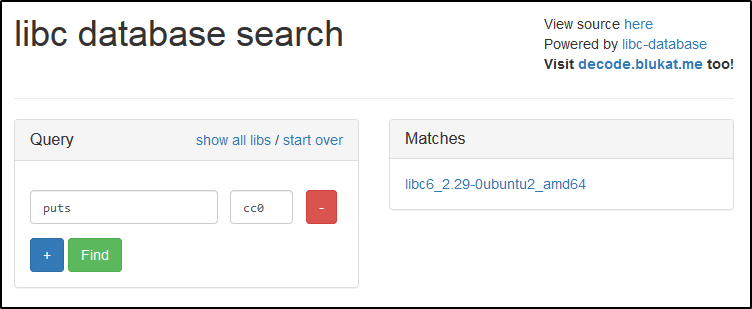 libc database search
View source here
Powered by libc-database
Visit decode.blukat.me too!
Query
show all libs / start over
puts
cc0
-
+
Find
Matches
libc6_2.29-0ubuntu2_amd64